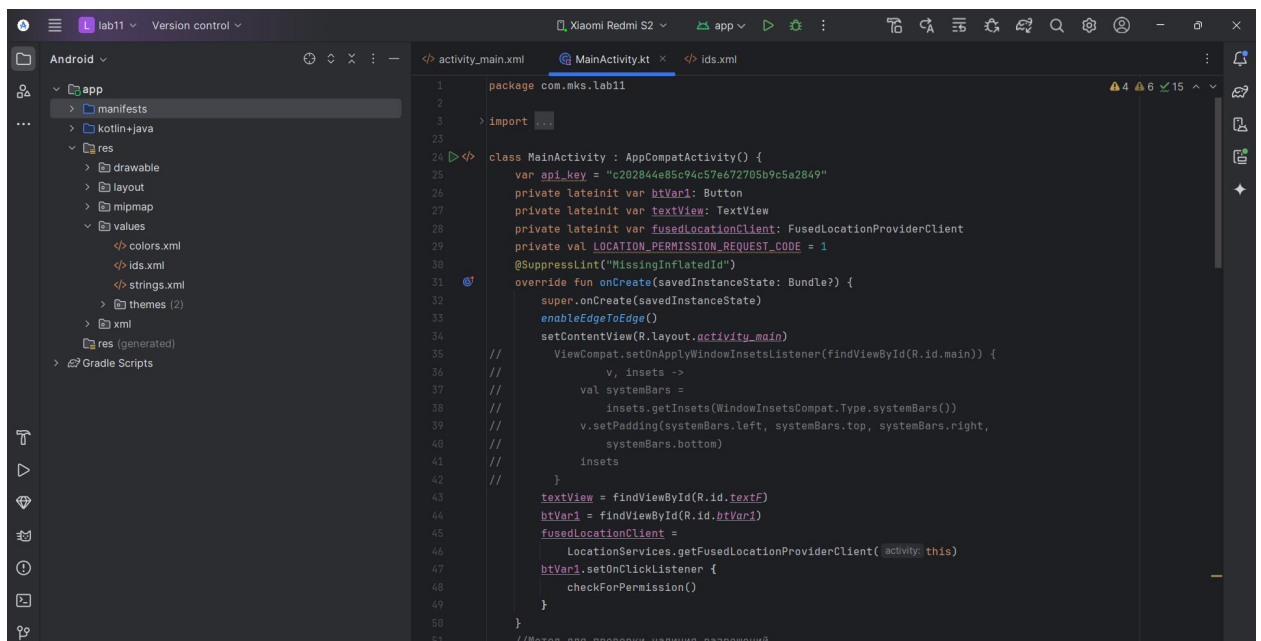 L lab11 Version control Xiaomi Redmi S2 app
Android
activity_main.xml MainActivity.kt ids.xml
app
manifests
kotlin+java
res
drawable
layout
mipmap
values
colors.xml
ids.xml
strings.xml
themes (2)
xml
res (generated)
Gradle Scripts
4 6 15
1 package com.mks.lab11
2
3 import ...
23
24 class MainActivity : AppCompatActivity() {
25 var api_key = "c202844e85c94c57e672705b9c5a2849"
26 private lateinit var btVar1: Button
27 private lateinit var textView: TextView
28 private lateinit var fusedLocationClient: FusedLocationProviderClient
29 private val LOCATION_PERMISSION_REQUEST_CODE = 1
30 @SuppressLint("MissingInflatedId")
31 override fun onCreate(savedInstanceState: Bundle?) {
32 super.onCreate(savedInstanceState)
33 enableEdgeToEdge()
34 setContentView(R.layout.activity_main)
35 // ViewCompat.setOnApplyWindowInsetsListener(findViewById(R.id.main)) {
36 // v, insets ->
37 // val systemBars =
38 // insets.getInsets(WindowInsetsCompat.Type.systemBars())
39 // v.setPadding(systemBars.left, systemBars.top, systemBars.right,
40 // systemBars.bottom)
41 // insets
42 // }
43 textView = findViewById(R.id.textF)
44 btVar1 = findViewById(R.id.btVar1)
45 fusedLocationClient =
46 LocationServices.getFusedLocationProviderClient( activity: this)
47 btVar1.setOnClickListener {
48 checkForPermission()
49 }
50 }
51 //Метод для проверки наличия разрешений